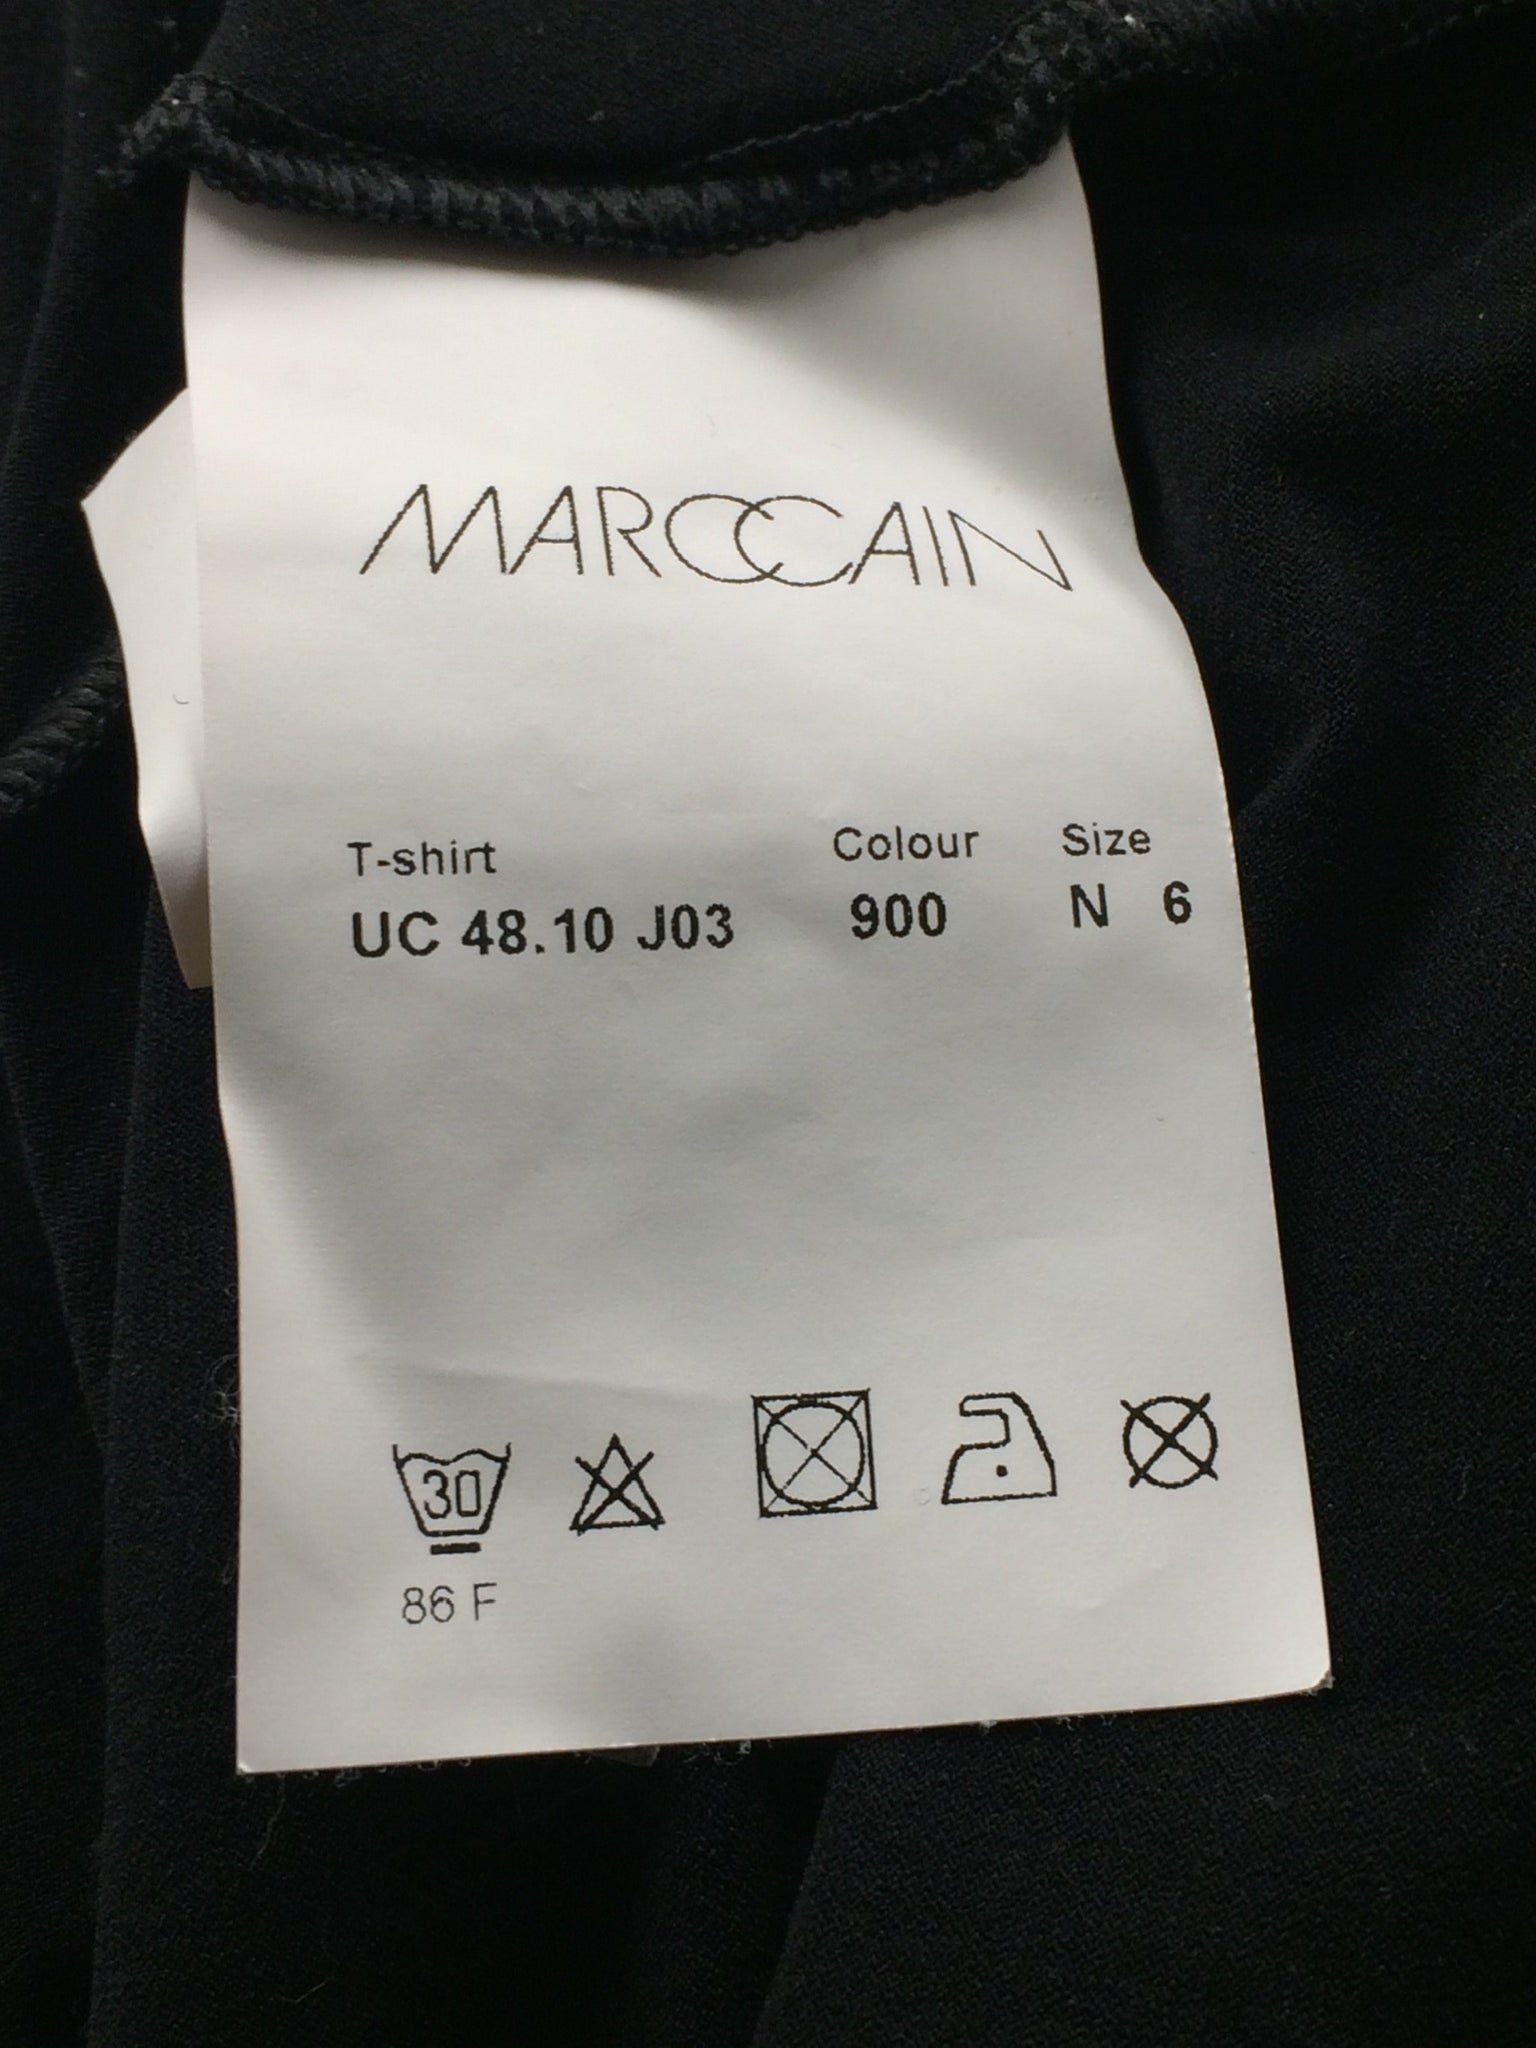 MARCCAIN
T-shirt Colour Size
UC 48.10 J03 900 N 6
30
86 F